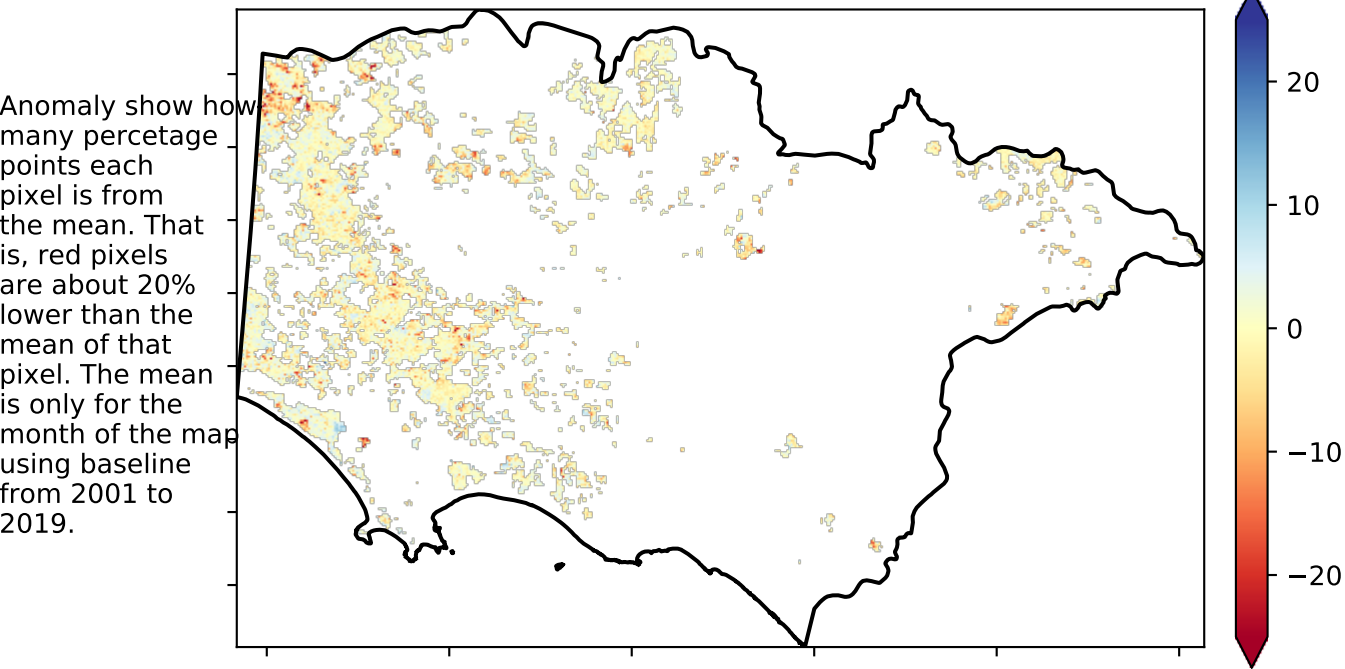 Anomaly show how
many percetage
points each
pixel is from
the mean. That
is, red pixels
are about 20%
lower than the
mean of that
pixel. The mean
is only for the
month of the map
using baseline
from 2001 to
2019.
20
10
0
−10
−20